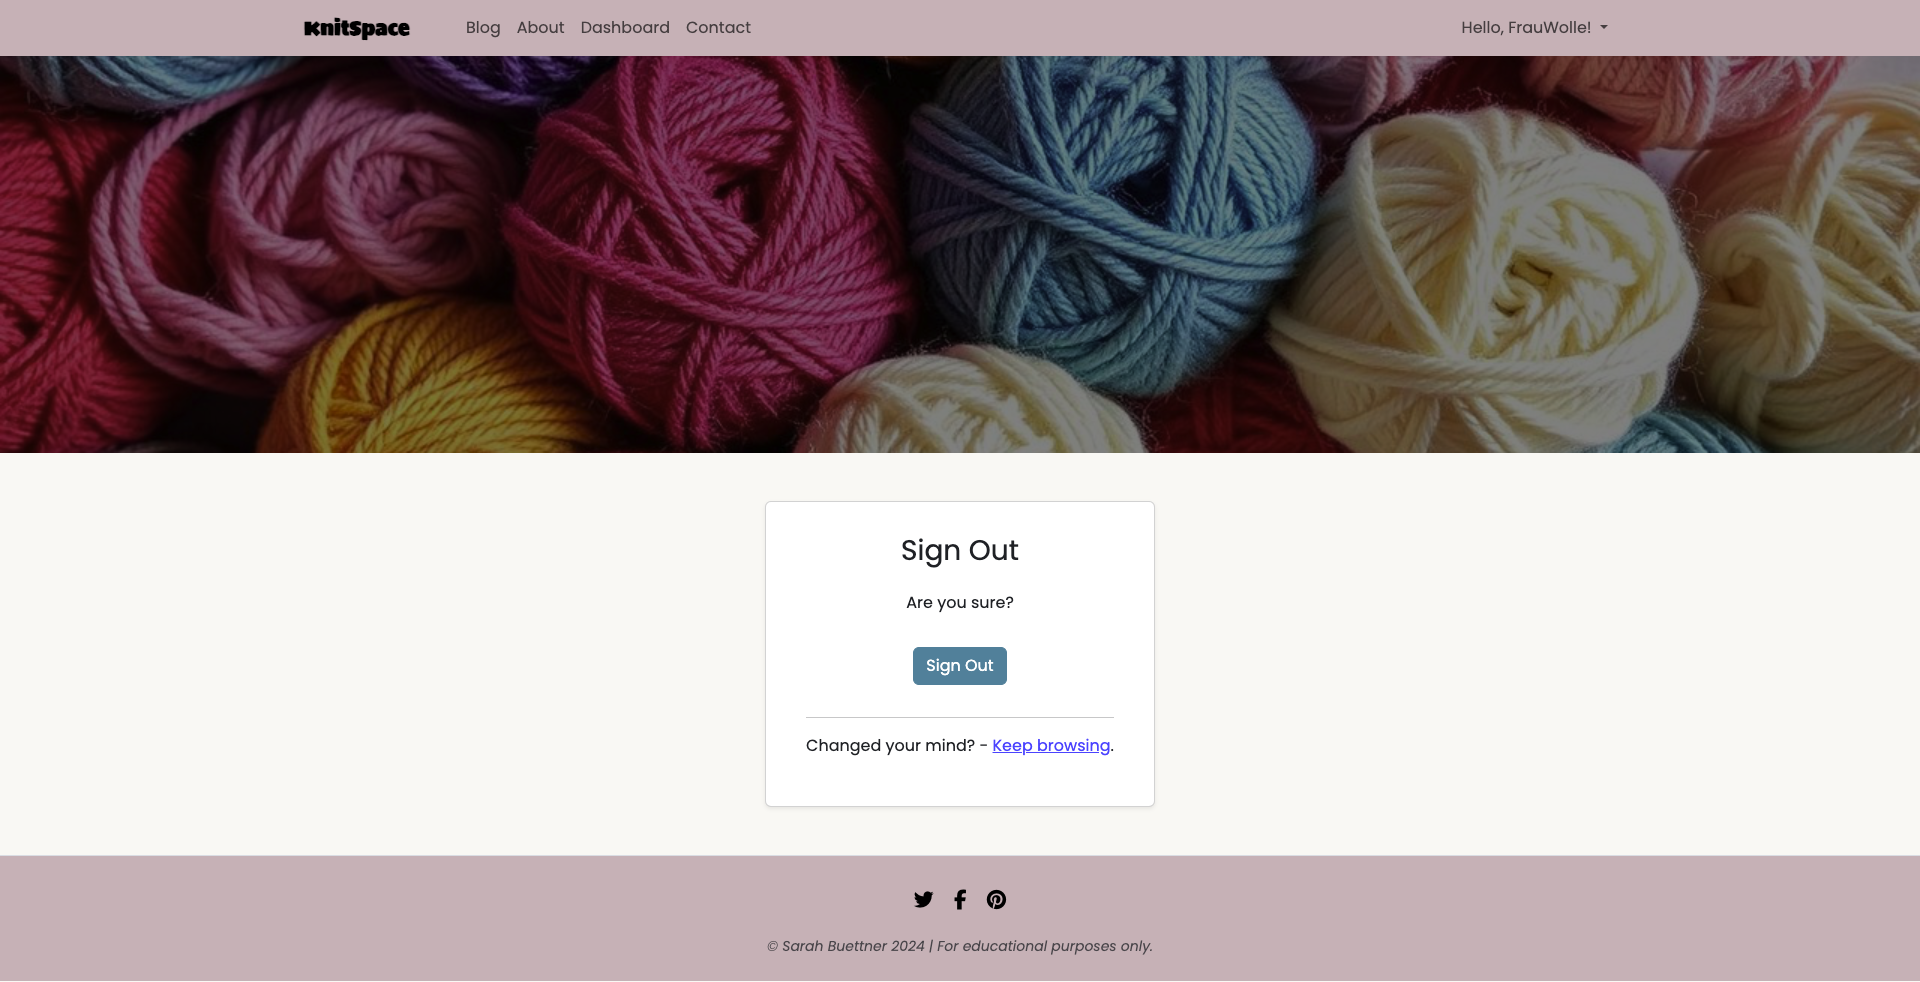 KnitSpace Blog About Dashboard Contact Hello, FrauWolle!
Sign Out
Are you sure?
Sign Out
Changed your mind? - Keep browsing.
© Sarah Buettner 2024 | For educational purposes only.